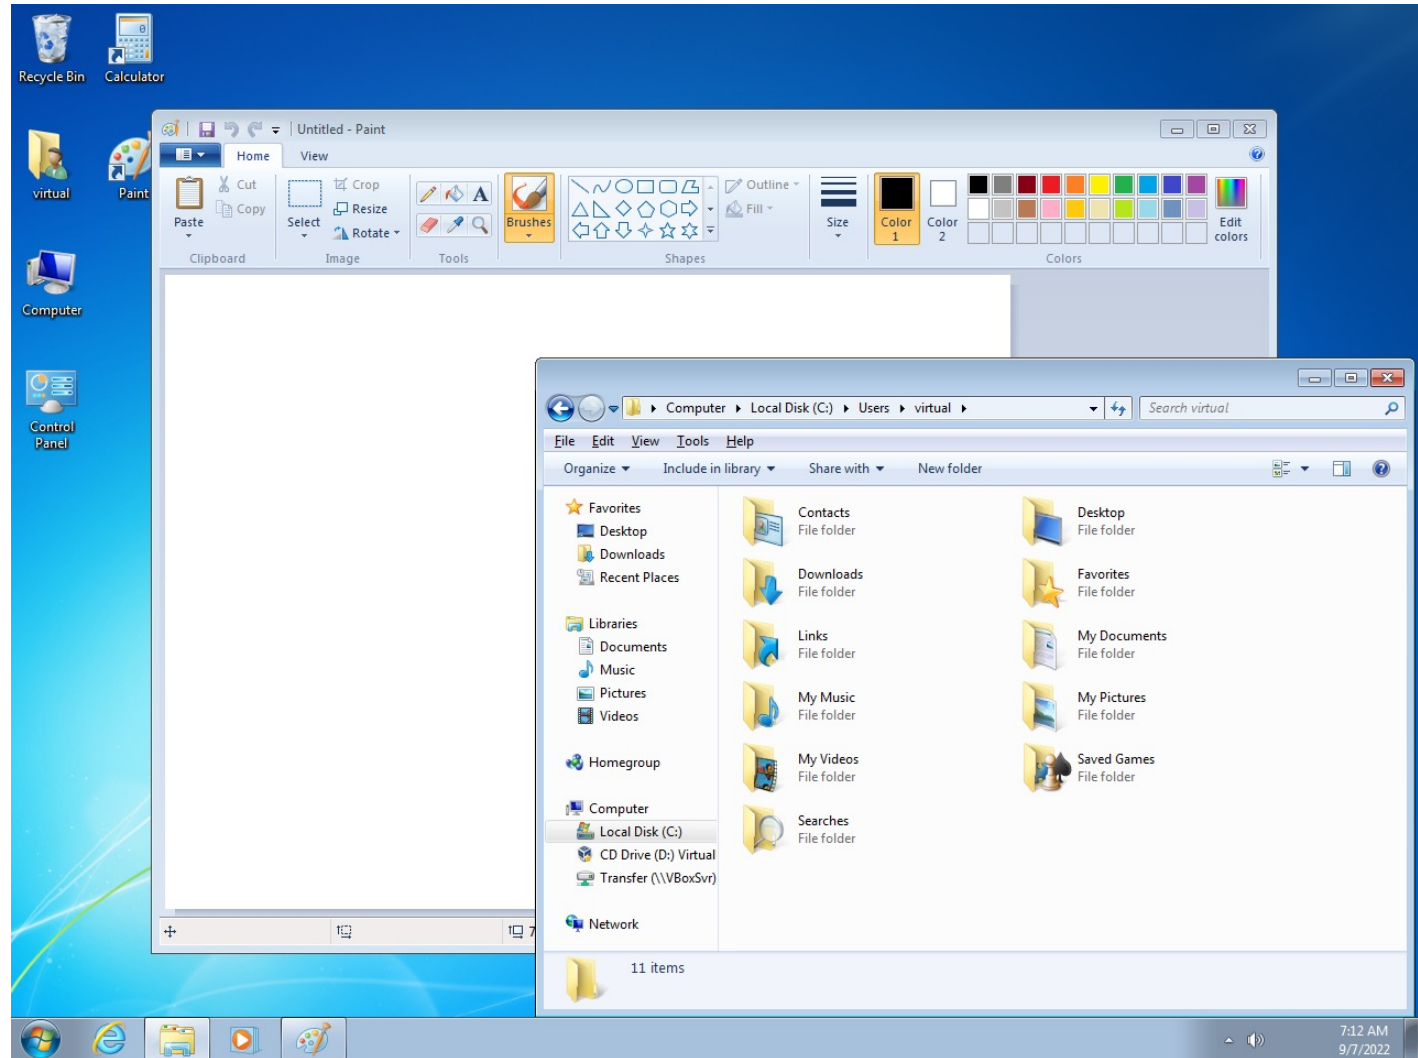 Recycle Bin
Calculator
virtual
Paint
Computer
Control
Panel
Untitled - Paint
Home
View
Paste
Cut
Copy
Clipboard
Select
Crop
Resize
Rotate
Image
A
Tools
Brushes
Outline
Fill
Shapes
Size
Color
1
Color
2
Edit
colors
Colors
7
Computer
Local Disk (C:)
Users
virtual
Search virtual
File
Edit
View
Tools
Help
Organize
Include in library
Share with
New folder
Favorites
Desktop
Downloads
Recent Places
Libraries
Documents
Music
Pictures
Videos
Homegroup
Computer
Local Disk (C:)
CD Drive (D:) Virtual
Transfer (\\VBoxSvr)
Network
Contacts
File folder
Desktop
File folder
Downloads
File folder
Favorites
File folder
Links
File folder
My Documents
File folder
My Music
File folder
My Pictures
File folder
My Videos
File folder
Saved Games
File folder
Searches
File folder
11 items
7:12 AM
9/7/2022